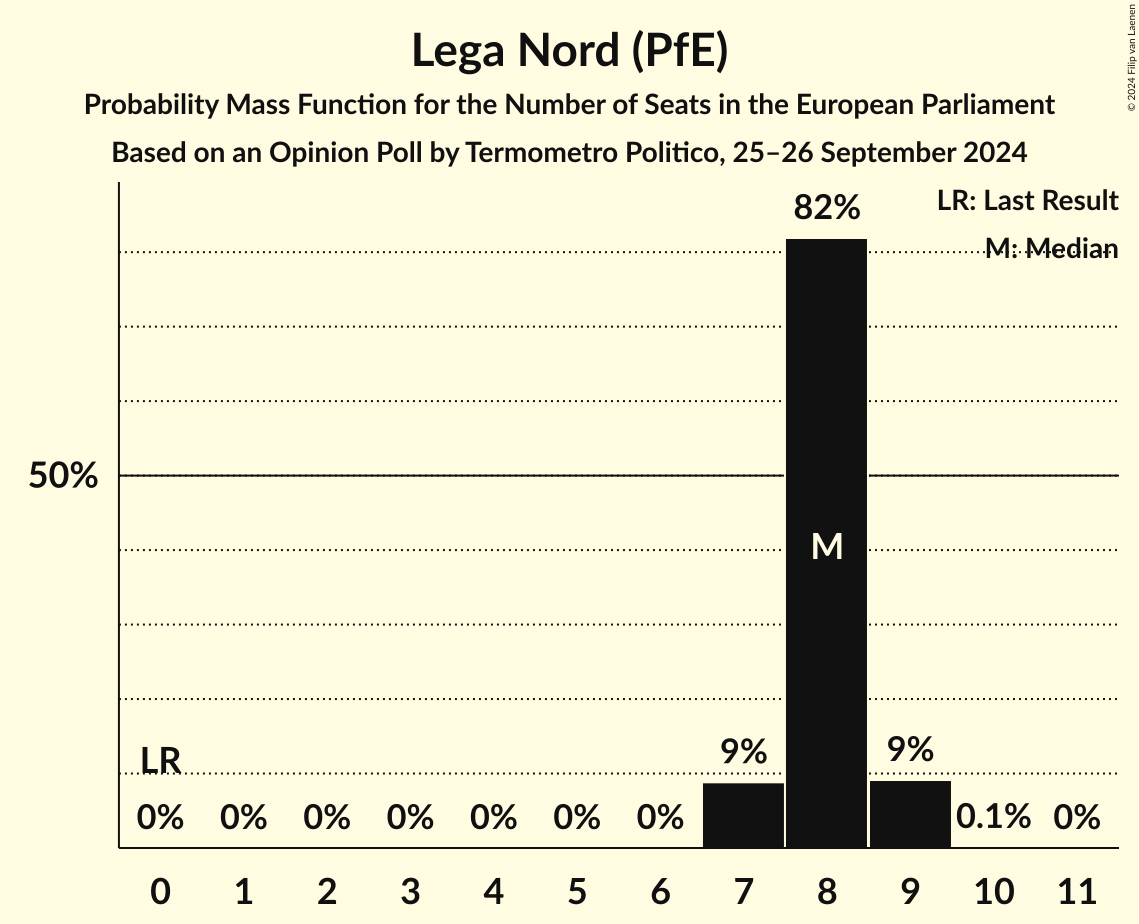 Lega Nord (PfE)
Probability Mass Function for the Number of Seats in the European Parliament
Based on an Opinion Poll by Termometro Politico, 25–26 September 2024
© 2024 Filip van Laenen
LR: Last Result
M: Median
82%
50%
M
LR
9%
9%
0% 0% 0% 0% 0% 0% 0% 0.1% 0%
0 1 2 3 4 5 6 7 8 9 10 11